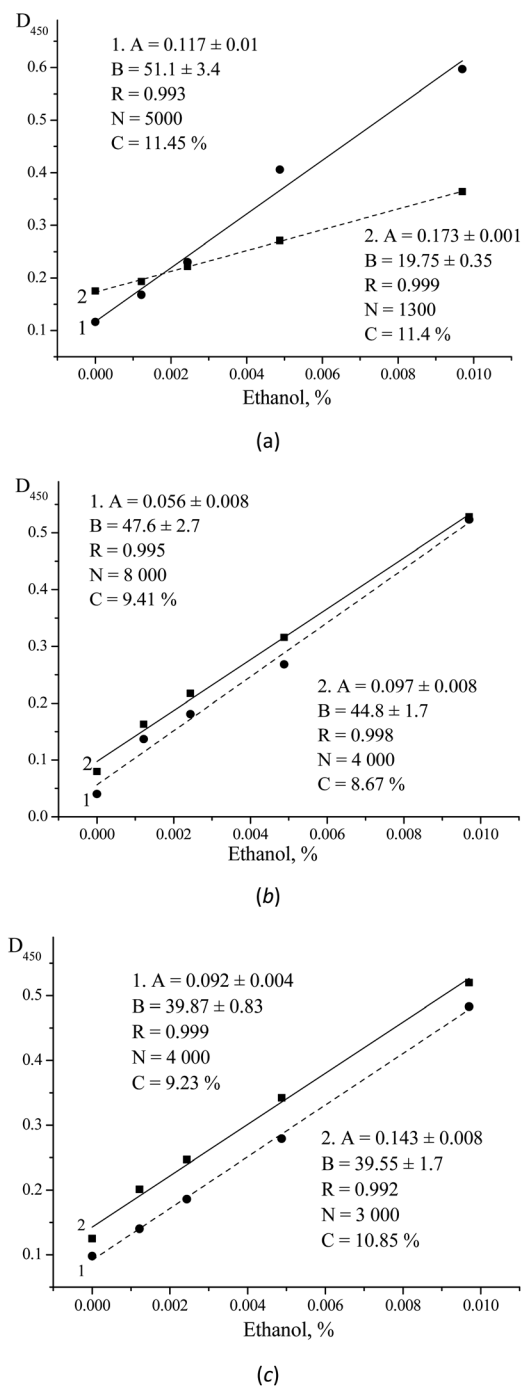 D450
1. A = 0.117 ± 0.01
B = 51.1 ± 3.4
R = 0.993
N = 5000
C = 11.45 %
0.6
0.5
0.4
0.3
0.2
0.1
2
1
2. A = 0.173 ± 0.001
B = 19.75 ± 0.35
R = 0.999
N = 1300
C = 11.4 %
0.000 0.002 0.004 0.006 0.008 0.010
Ethanol, %
(a)
D450
1. A = 0.056 ± 0.008
B = 47.6 ± 2.7
R = 0.995
N = 8 000
C = 9.41 %
0.5
0.4
0.3
0.2
0.1
0.0
2
1
2. A = 0.097 ± 0.008
B = 44.8 ± 1.7
R = 0.998
N = 4 000
C = 8.67 %
0.000 0.002 0.004 0.006 0.008 0.010
Ethanol, %
(b)
D450
1. A = 0.092 ± 0.004
B = 39.87 ± 0.83
R = 0.999
N = 4 000
C = 9.23 %
0.5
0.4
0.3
0.2
0.1
2
1
2. A = 0.143 ± 0.008
B = 39.55 ± 1.7
R = 0.992
N = 3 000
C = 10.85 %
0.000 0.002 0.004 0.006 0.008 0.010
Ethanol, %
(c)